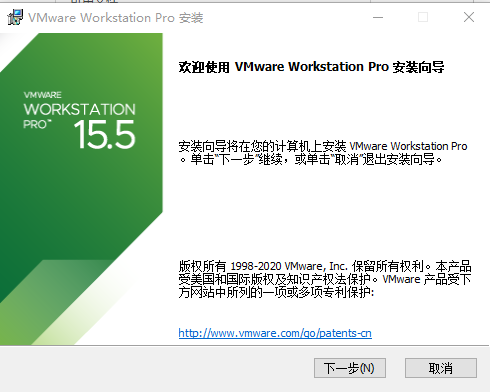 VMware Workstation Pro 安装
VMWARE
WORKSTATION
PRO™
15.5
欢迎使用 VMware Workstation Pro 安装向导
安装向导将在您的计算机上安装 VMware Workstation Pro
。单击“下一步”继续，或单击“取消”退出安装向导。
版权所有 1998-2020 VMware, Inc. 保留所有权利。本产品
受美国和国际版权及知识产权法保护。VMware 产品受下
方网站中所列的一项或多项专利保护:
http://www.vmware.com/go/patents-cn
下一步(N)
取消